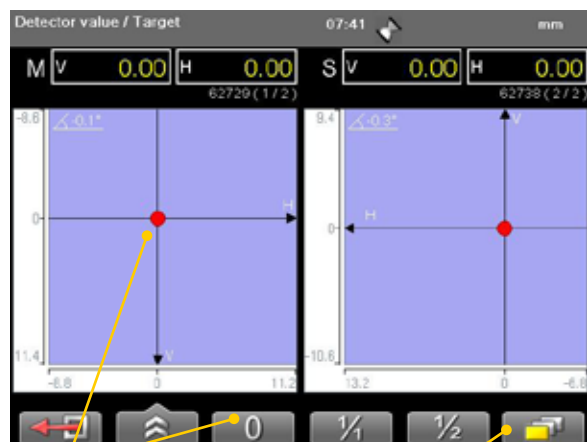 Detector value / Target 07:41 mm
M V 0.00 H 0.00 S V 0.00 H 0.00
62729 (1/2) 62738 (2/2)
-8.6 -0.1° 9.4 -0.3° V
H H
0 0
V
11.4 -10.6
-8.8 0 11.2 13.2 0 -6.8
0 1/1 1/2